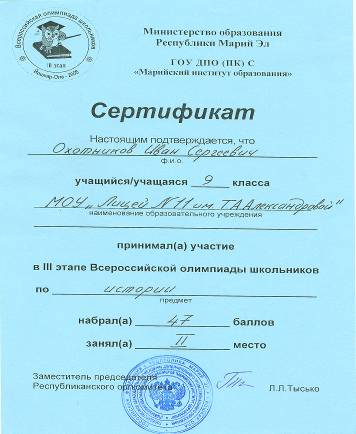 Всероссийская олимпиада школьников
III этап
Йошкар-Ола - 2008
Министерство образования
Республики Марий Эл
ГОУ ДПО (ПК) С
«Марийский институт образования»
Сертификат
Настоящим подтверждается, что
Охотников Иван Сергеевич
ф.и.о.
учащийся/учащаяся 9 класса
МОУ „Лицей №11 им. Т.А.Александровой"
наименование образовательного учреждения
принимал(а) участие
в III этапе Всероссийской олимпиады школьников
по истории
предмет
набрал(а) 47 баллов
занял(а) II место
Заместитель председателя
Республиканского оргкомитета
Л.Л.Тысько